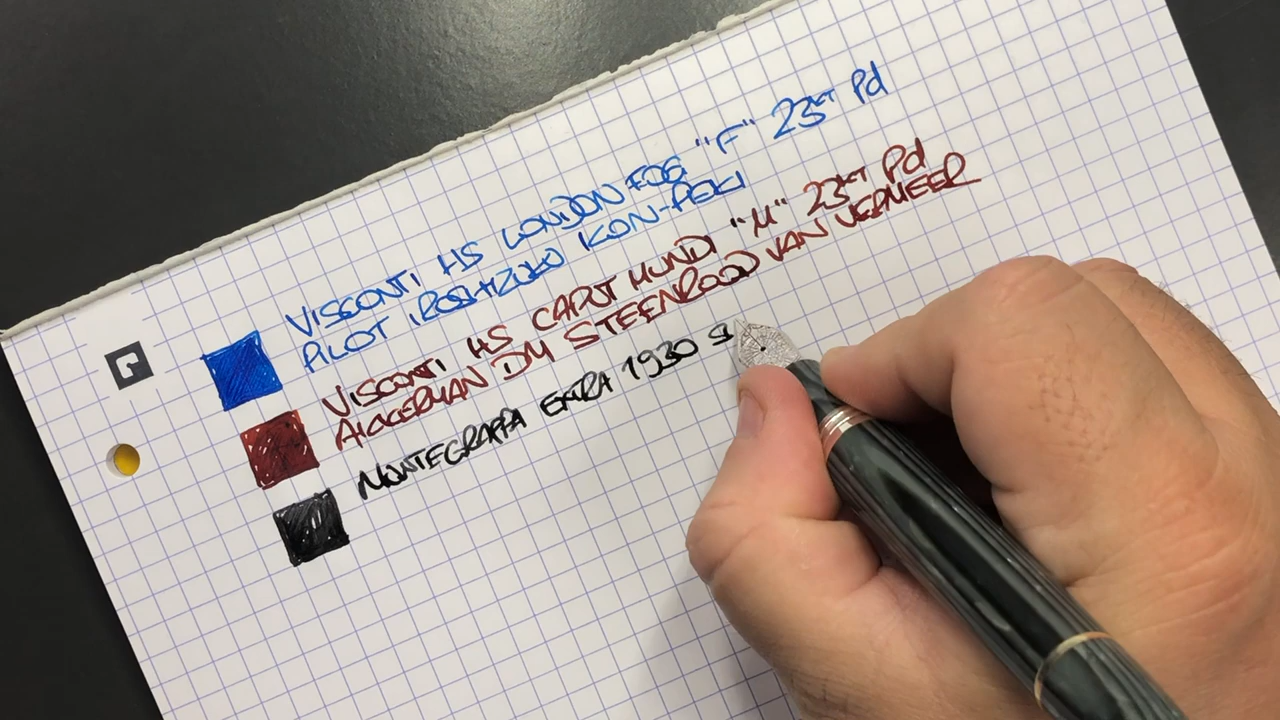 VISCONTI HS LONDON FOG "F" 23KT Pd
PILOT IROSHIZUKU KON-PEKI
VISCONTI HS CAPUT MUNDI "M" 23KT Pd
AKKERMAN DM STEENROOD VAN VERMEER
MONTEGRAPPA EXTRA 1930